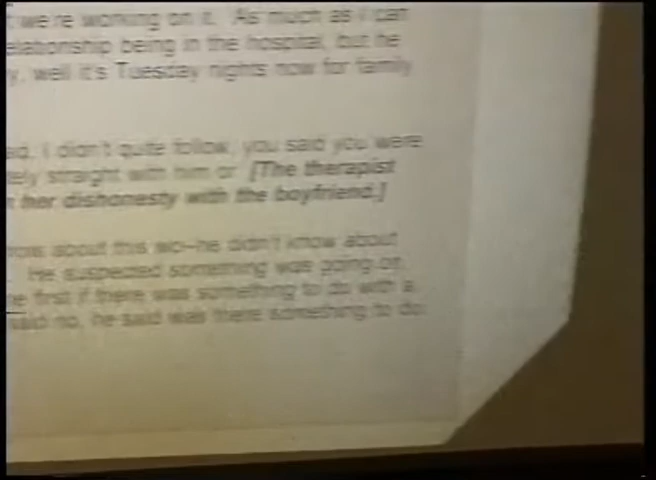 we're working on it. As much as I can
relationship being in the hospital, but he
well it's Tuesday nights now for family
I didn't quite follow, you said you were
straight with him or [The therapist
her dishonesty with the boyfriend.]
about this wo--he didn't know about
He suspected something was going on,
first if there was something to do with a
said no, he said was there something to do